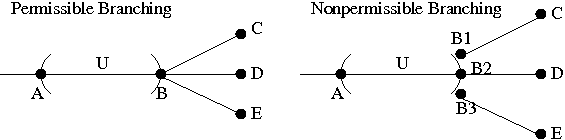 Permissible Branching
Nonpermissible Branching
U
A
B
C
D
E
U
A
B1
B2
B3
C
D
E